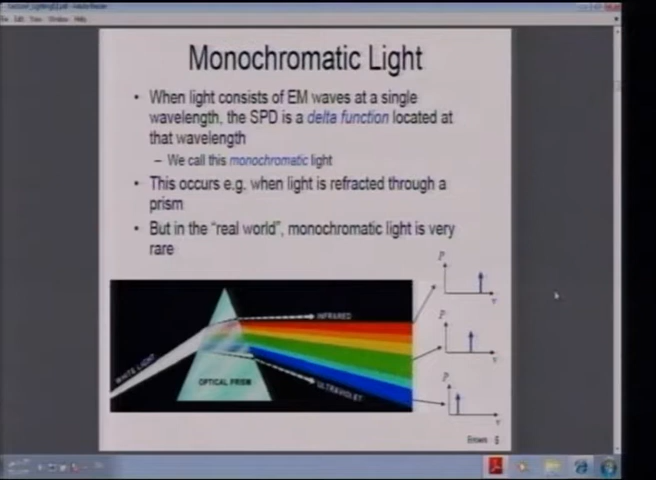 Monochromatic Light
• When light consists of EM waves at a single
wavelength, the SPD is a delta function located at
that wavelength
– We call this monochromatic light
• This occurs e.g. when light is refracted through a
prism
• But in the "real world", monochromatic light is very
rare
P
INFRARED
v
P
WHITE LIGHT
OPTICAL PRISM
ULTRAVIOLET
v
P
v
Brown 6